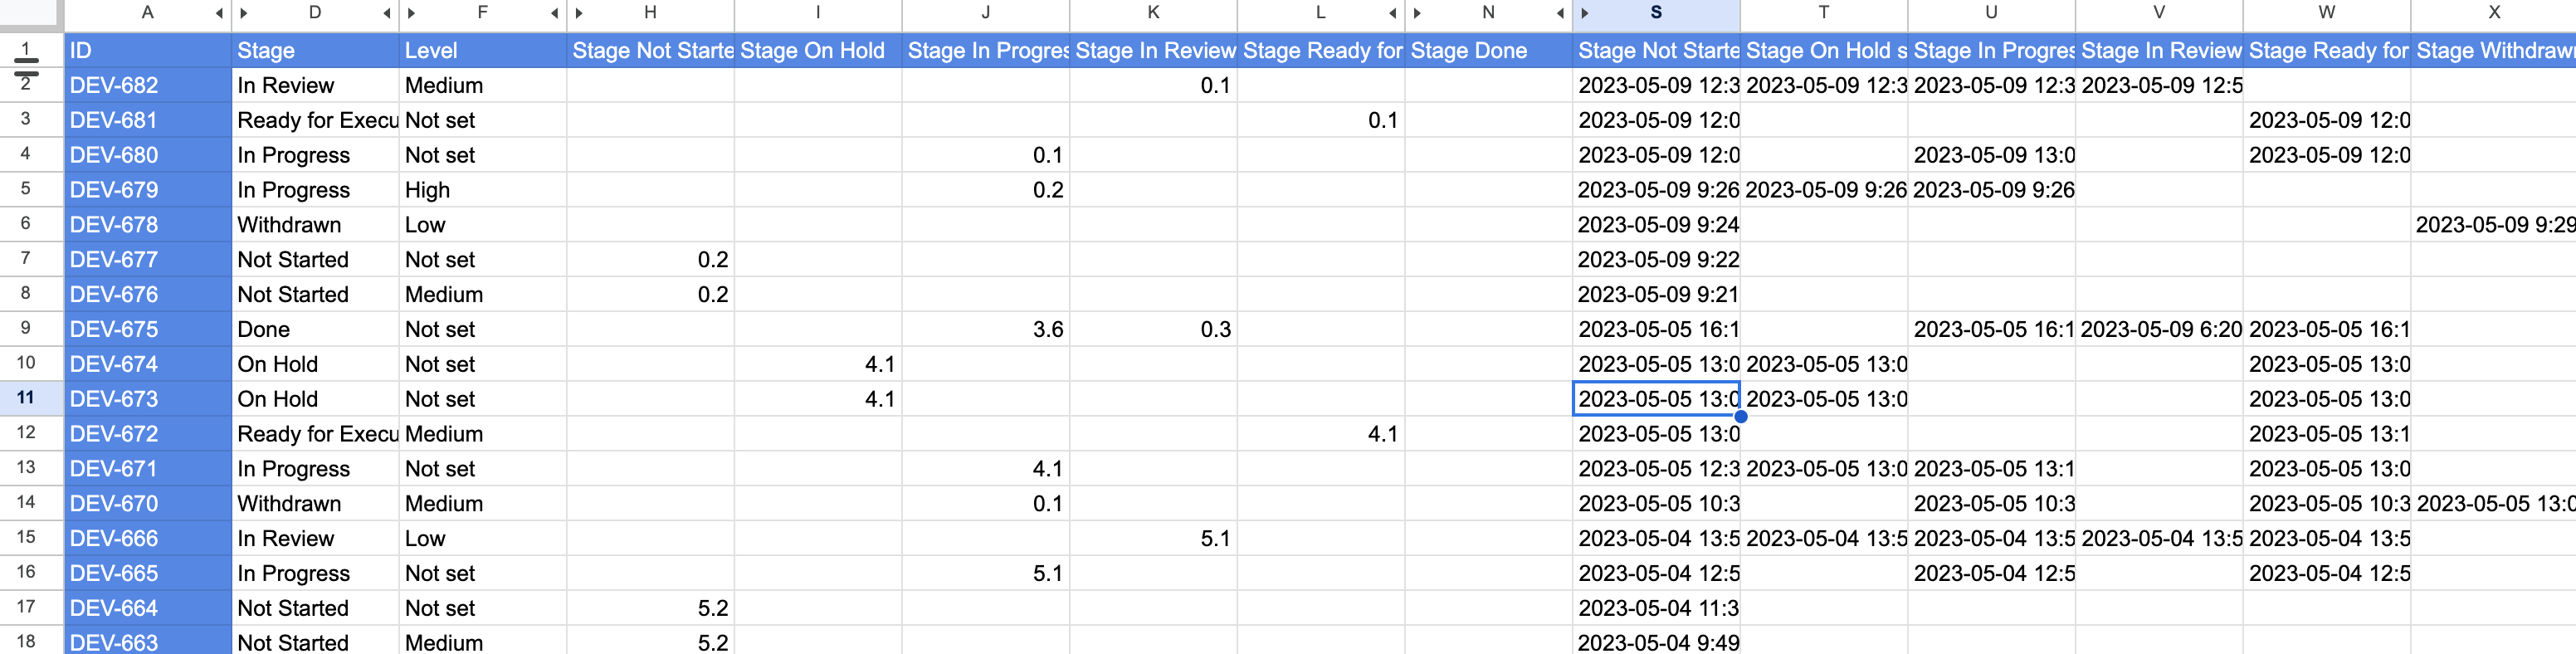 A D F H I J K L N S T U V W X
1 ID Stage Level Stage Not Starte Stage On Hold Stage In Progres Stage In Review Stage Ready for Stage Done Stage Not Starte Stage On Hold s Stage In Progres Stage In Review Stage Ready for Stage Withdrawn
2 DEV-682 In Review Medium 0.1 2023-05-09 12:3 2023-05-09 12:3 2023-05-09 12:3 2023-05-09 12:5
3 DEV-681 Ready for Execu Not set 0.1 2023-05-09 12:0 2023-05-09 12:0
4 DEV-680 In Progress Not set 0.1 2023-05-09 12:0 2023-05-09 13:0 2023-05-09 12:0
5 DEV-679 In Progress High 0.2 2023-05-09 9:26 2023-05-09 9:26 2023-05-09 9:26
6 DEV-678 Withdrawn Low 2023-05-09 9:24 2023-05-09 9:29
7 DEV-677 Not Started Not set 0.2 2023-05-09 9:22
8 DEV-676 Not Started Medium 0.2 2023-05-09 9:21
9 DEV-675 Done Not set 3.6 0.3 2023-05-05 16:1 2023-05-05 16:1 2023-05-09 6:20 2023-05-05 16:1
10 DEV-674 On Hold Not set 4.1 2023-05-05 13:0 2023-05-05 13:0 2023-05-05 13:0
11 DEV-673 On Hold Not set 4.1 2023-05-05 13:0 2023-05-05 13:0 2023-05-05 13:0
12 DEV-672 Ready for Execu Medium 4.1 2023-05-05 13:0 2023-05-05 13:1
13 DEV-671 In Progress Not set 4.1 2023-05-05 12:3 2023-05-05 13:0 2023-05-05 13:1 2023-05-05 13:0
14 DEV-670 Withdrawn Medium 0.1 2023-05-05 10:3 2023-05-05 10:3 2023-05-05 10:3 2023-05-05 13:0
15 DEV-666 In Review Low 5.1 2023-05-04 13:5 2023-05-04 13:5 2023-05-04 13:5 2023-05-04 13:5 2023-05-04 13:5
16 DEV-665 In Progress Not set 5.1 2023-05-04 12:5 2023-05-04 12:5 2023-05-04 12:5
17 DEV-664 Not Started Not set 5.2 2023-05-04 11:3
18 DEV-663 Not Started Medium 5.2 2023-05-04 9:49